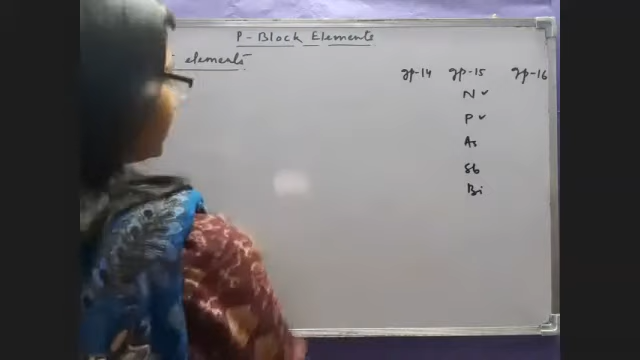 P-Block Elements
elements
gp-14 gp-15 gp-16
N ✓
P ✓
As
Sb
Bi